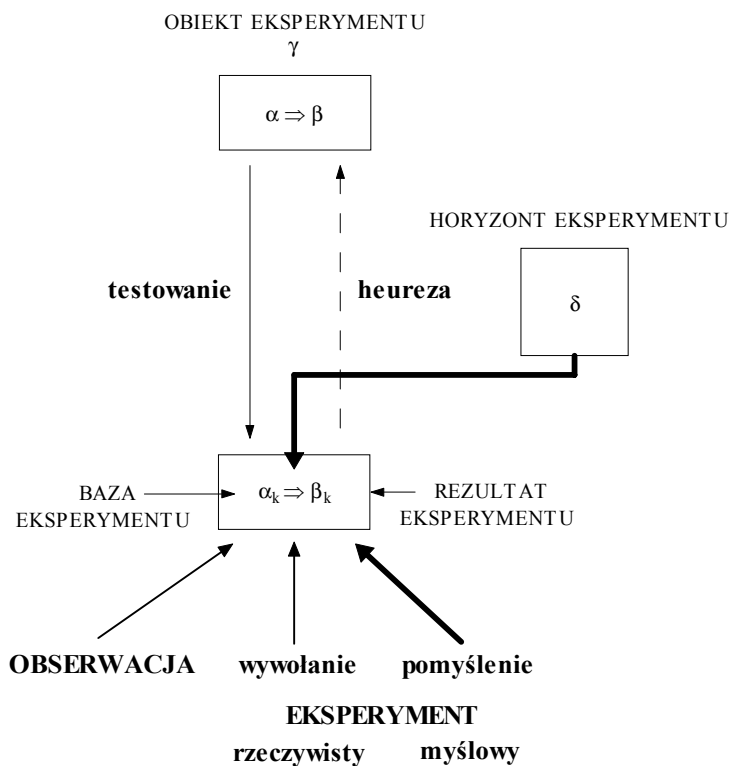 OBIEKT EKSPERYMENTU
γ
α ⇒ β
HORYZONT EKSPERYMENTU
δ
testowanie
heureza
BAZA
EKSPERYMENTU
αₖ ⇒ βₖ
REZULTAT
EKSPERYMENTU
OBSERWACJA wywołanie pomyślenie
EKSPERYMENT
rzeczywisty myślowy